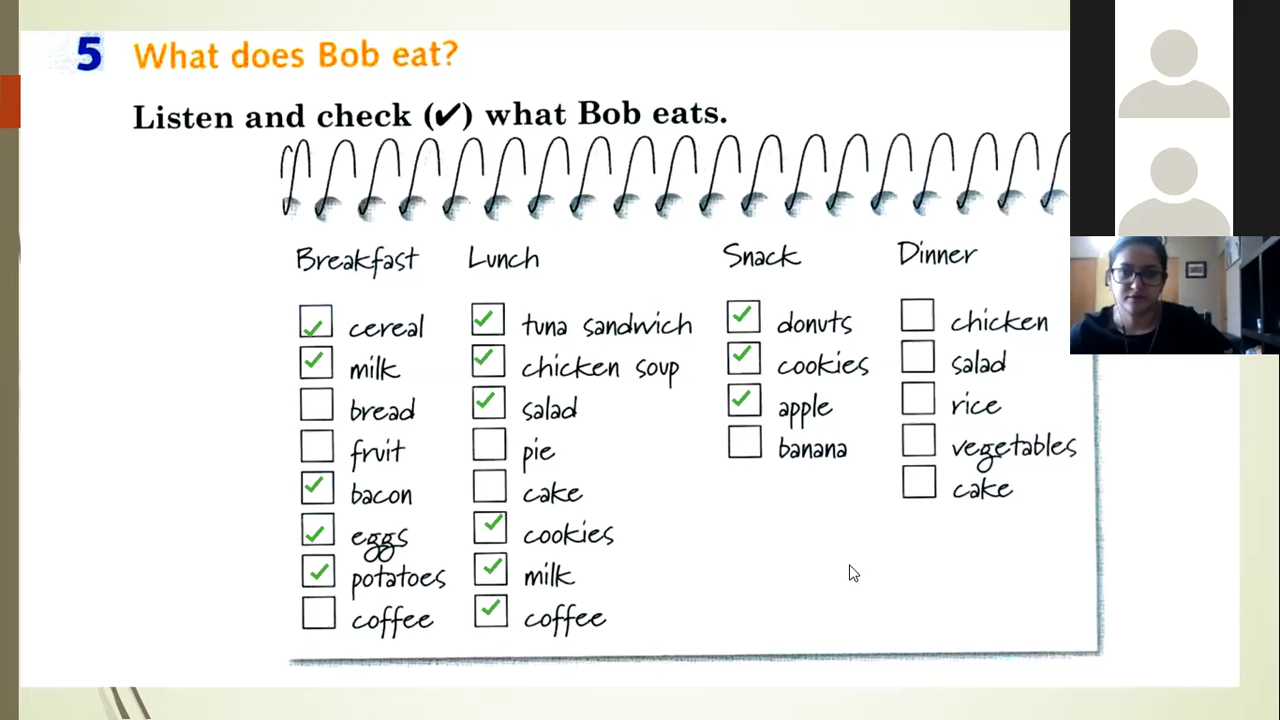 5 What does Bob eat?
Listen and check (✔) what Bob eats.
Breakfast
cereal
milk
bread
fruit
bacon
eggs
potatoes
coffee
Lunch
tuna sandwich
chicken soup
salad
pie
cake
cookies
milk
coffee
Snack
donuts
cookies
apple
banana
Dinner
chicken
salad
rice
vegetables
cake